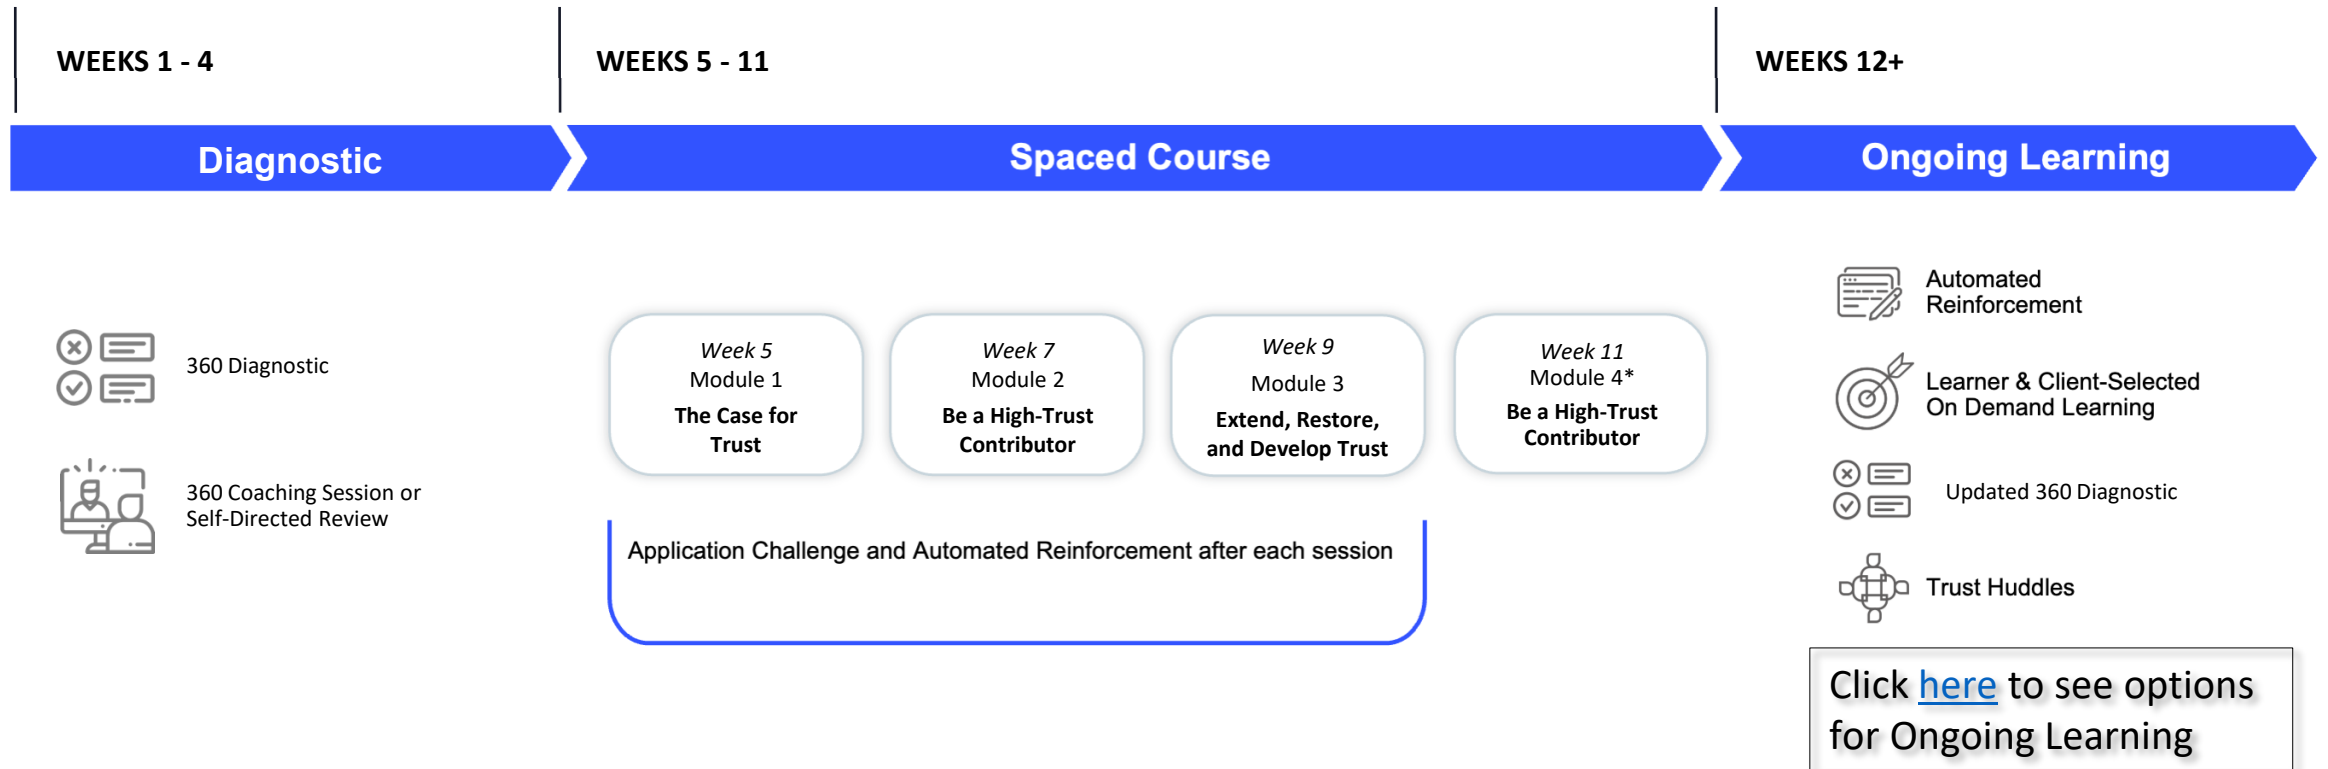 WEEKS 1 - 4
WEEKS 5 - 11
WEEKS 12+
Diagnostic
Spaced Course
Ongoing Learning
360 Diagnostic
360 Coaching Session or
Self-Directed Review
Week 5
Module 1
The Case for
Trust
Week 7
Module 2
Be a High-Trust
Contributor
Week 9
Module 3
Extend, Restore,
and Develop Trust
Week 11
Module 4*
Be a High-Trust
Contributor
Application Challenge and Automated Reinforcement after each session
Automated
Reinforcement
Learner & Client-Selected
On Demand Learning
Updated 360 Diagnostic
Trust Huddles
Click here to see options
for Ongoing Learning